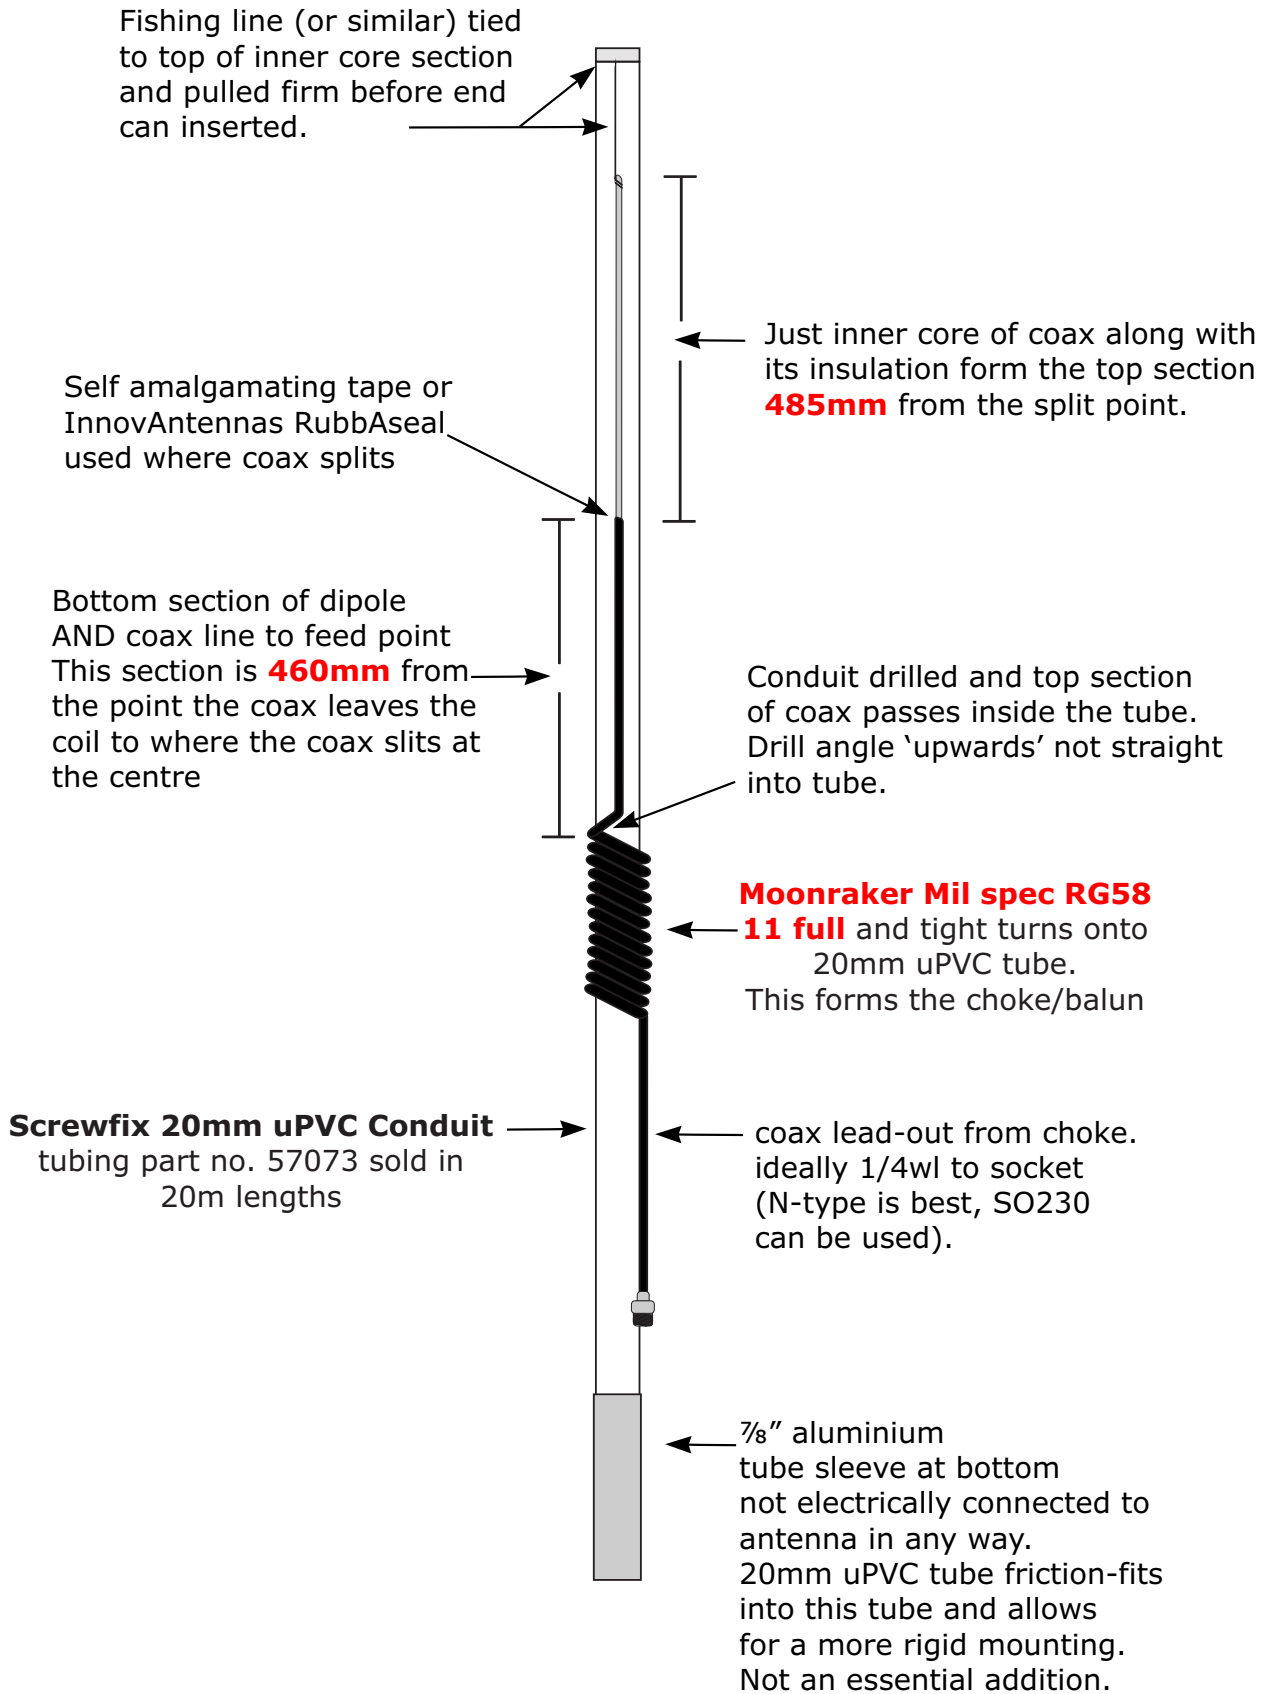 Fishing line (or similar) tied
to top of inner core section
and pulled firm before end
can inserted.
Just inner core of coax along with
its insulation form the top section
485mm from the split point.
Self amalgamating tape or
InnovAntennas RubbAseal
used where coax splits
Bottom section of dipole
AND coax line to feed point
This section is 460mm from
the point the coax leaves the
coil to where the coax slits at
the centre
Conduit drilled and top section
of coax passes inside the tube.
Drill angle ‘upwards’ not straight
into tube.
Moonraker Mil spec RG58
11 full and tight turns onto
20mm uPVC tube.
This forms the choke/balun
Screwfix 20mm uPVC Conduit
tubing part no. 57073 sold in
20m lengths
coax lead-out from choke.
ideally 1/4wl to socket
(N-type is best, SO230
can be used).
⅞” aluminium
tube sleeve at bottom
not electrically connected to
antenna in any way.
20mm uPVC tube friction-fits
into this tube and allows
for a more rigid mounting.
Not an essential addition.